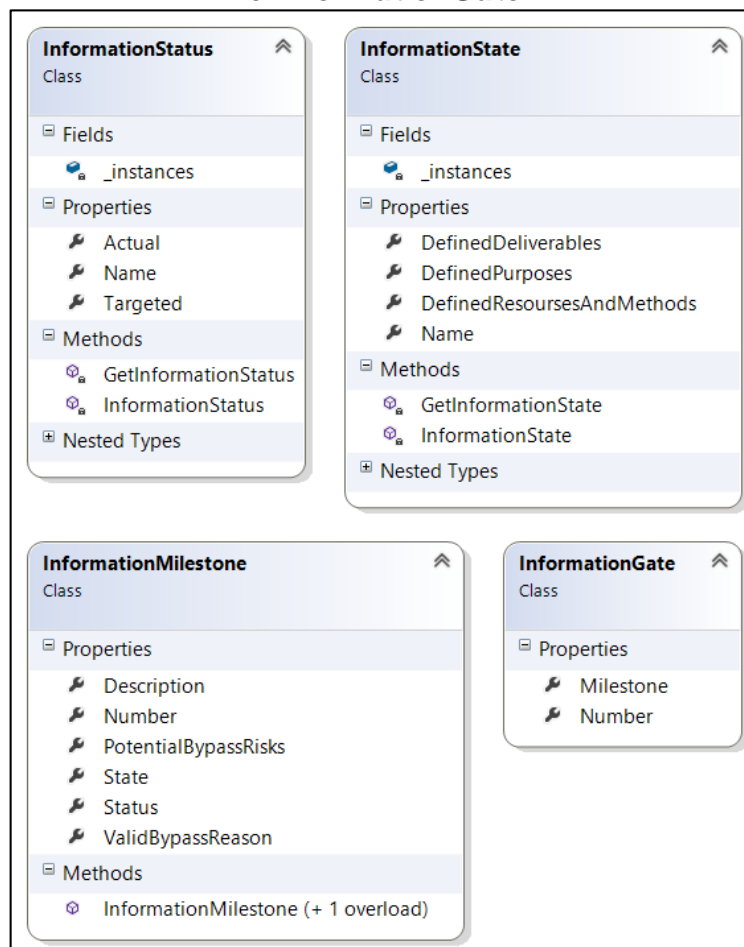 InformationStatus
Class
Fields
_instances
Properties
Actual
Name
Targeted
Methods
GetInformationStatus
InformationStatus
Nested Types
InformationState
Class
Fields
_instances
Properties
DefinedDeliverables
DefinedPurposes
DefinedResoursesAndMethods
Name
Methods
GetInformationState
InformationState
Nested Types
InformationMilestone
Class
Properties
Description
Number
PotentialBypassRisks
State
Status
ValidBypassReason
Methods
InformationMilestone (+ 1 overload)
InformationGate
Class
Properties
Milestone
Number